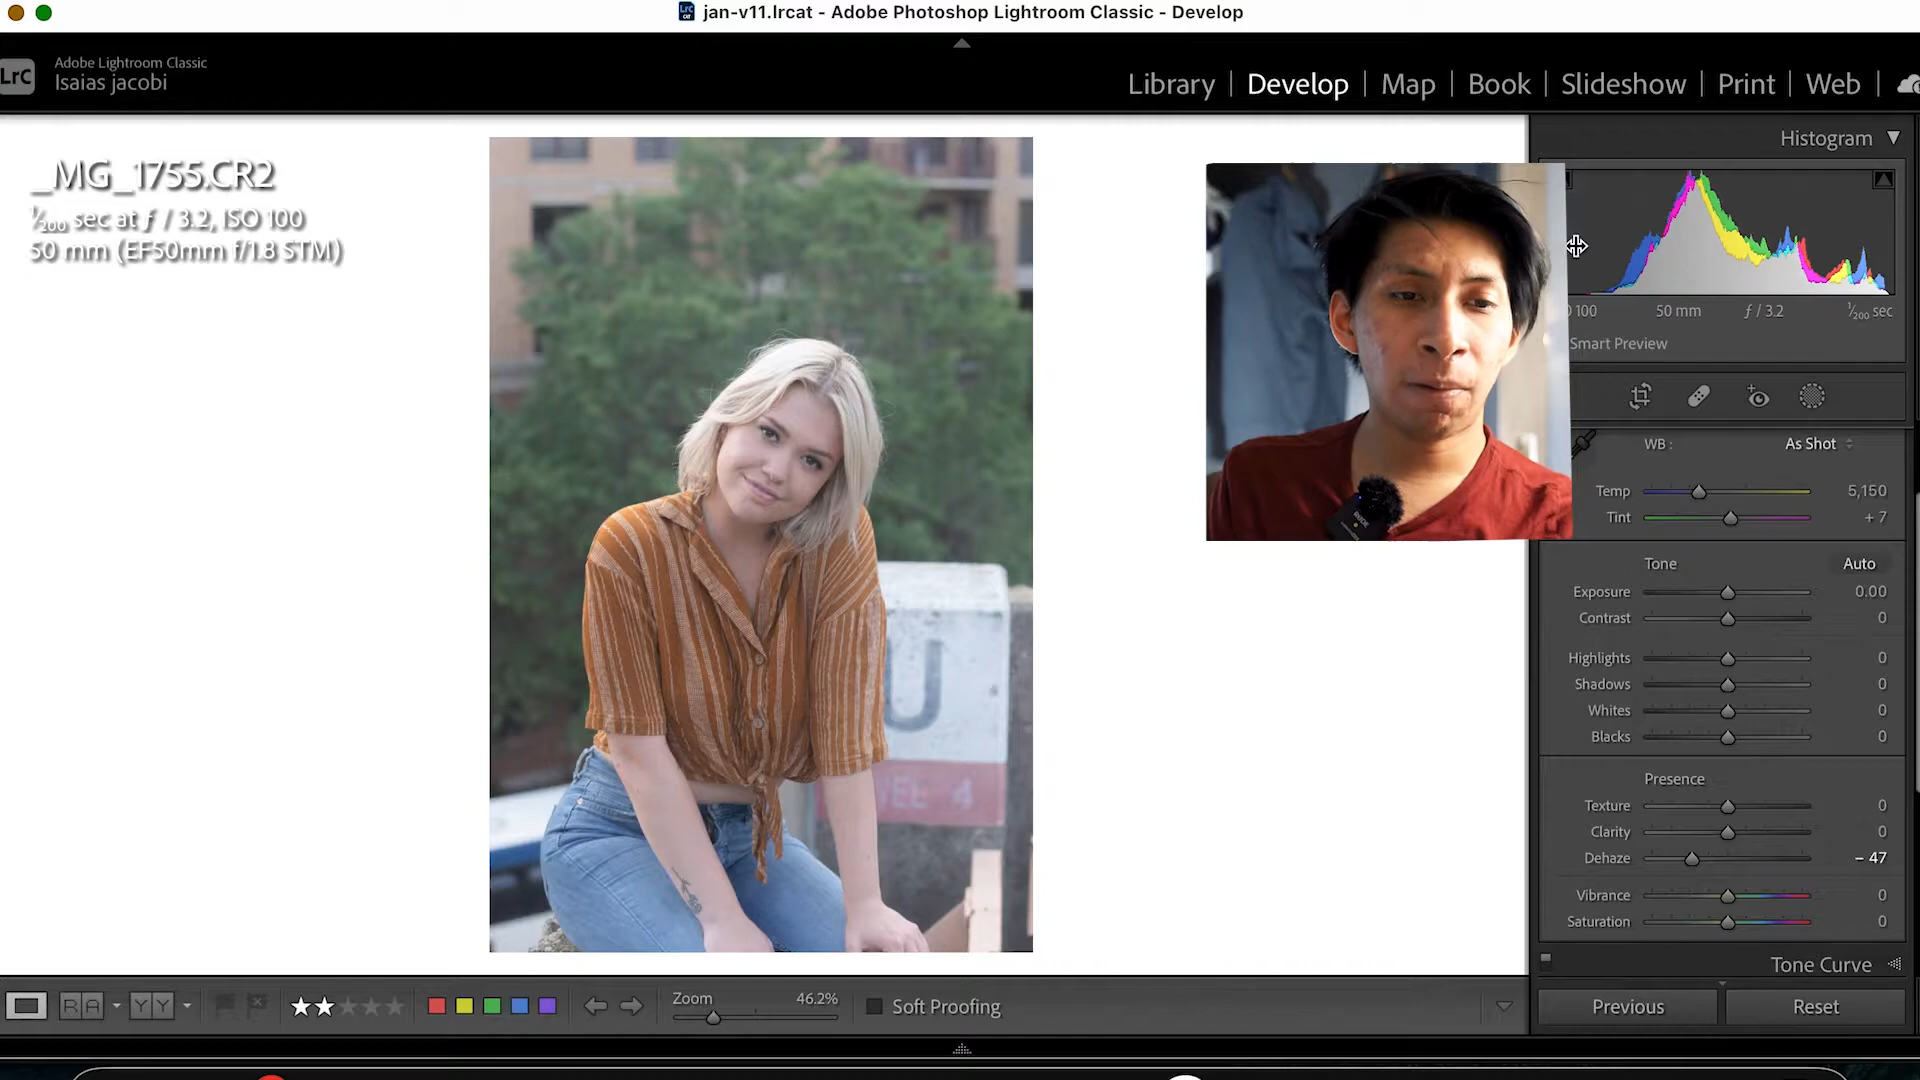 jan-v11.lrcat - Adobe Photoshop Lightroom Classic - Develop
LrC
Adobe Lightroom Classic
Isaias jacobi
Library | Develop | Map | Book | Slideshow | Print | Web
Histogram
_MG_1755.CR2
1/200 sec at ƒ / 3.2, ISO 100
50 mm (EF50mm f/1.8 STM)
100 50 mm ƒ / 3.2 1/200 sec
Smart Preview
WB : As Shot
Temp 5,150
Tint + 7
Tone Auto
Exposure 0.00
Contrast 0
Highlights 0
Shadows 0
Whites 0
Blacks 0
Presence
Texture 0
Clarity 0
Dehaze – 47
Vibrance 0
Saturation 0
Tone Curve
U
VEL 4
RODE
R A Y Y Zoom 46.2% Soft Proofing
Previous Reset